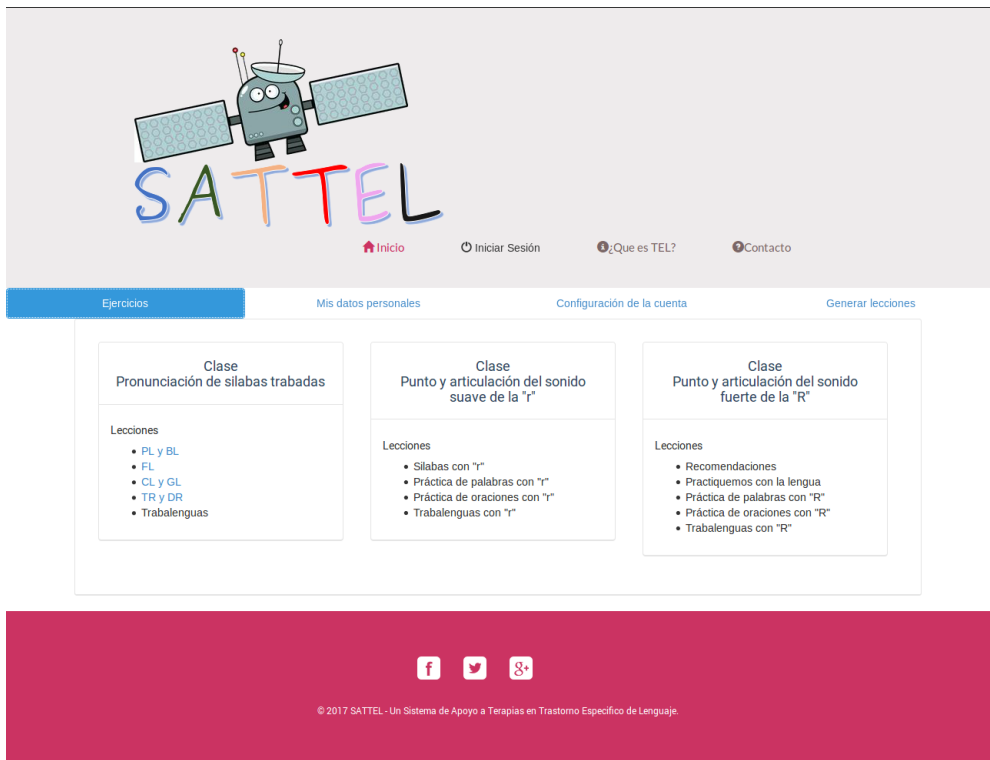 SATTEL
Inicio
Iniciar Sesión
¿Que es TEL?
Contacto
Ejercicios
Mis datos personales
Configuración de la cuenta
Generar lecciones
Clase
Pronunciación de silabas trabadas
Lecciones
PL y BL
FL
CL y GL
TR y DR
Trabalenguas
Clase
Punto y articulación del sonido
suave de la "r"
Lecciones
Silabas con "r"
Práctica de palabras con "r"
Práctica de oraciones con "r"
Trabalenguas con "r"
Clase
Punto y articulación del sonido
fuerte de la "R"
Lecciones
Recomendaciones
Practiquemos con la lengua
Práctica de palabras con "R"
Práctica de oraciones con "R"
Trabalenguas con "R"
© 2017 SATTEL - Un Sistema de Apoyo a Terapias en Trastorno Especifico de Lenguaje.